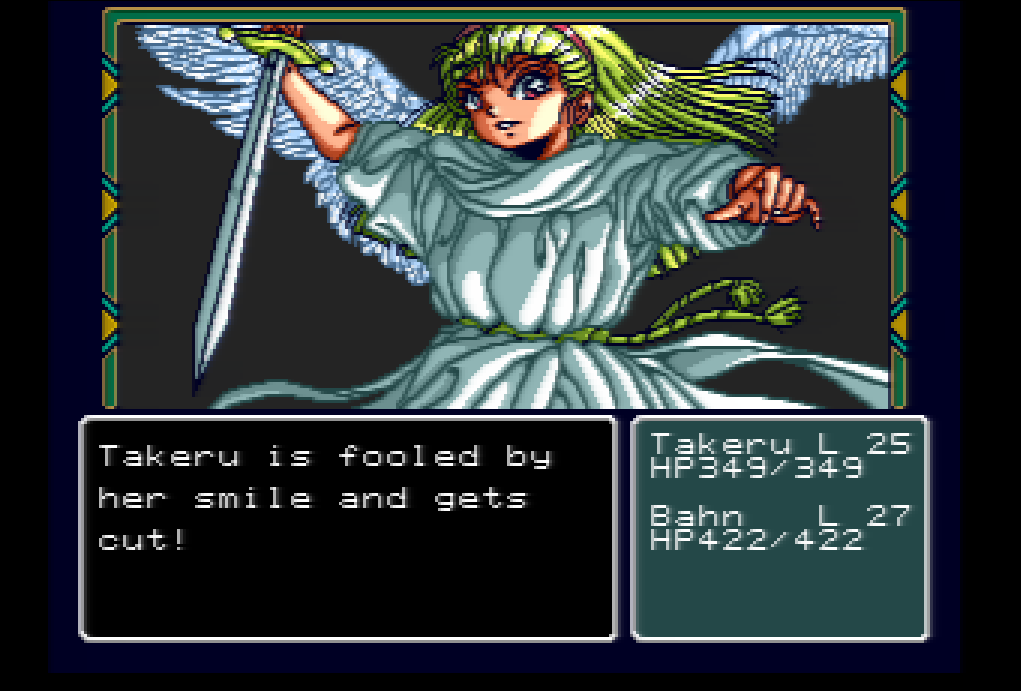 Takeru is fooled by
her smile and gets
cut!
Takeru L 25
HP349/349
Bahn L 27
HP422/422